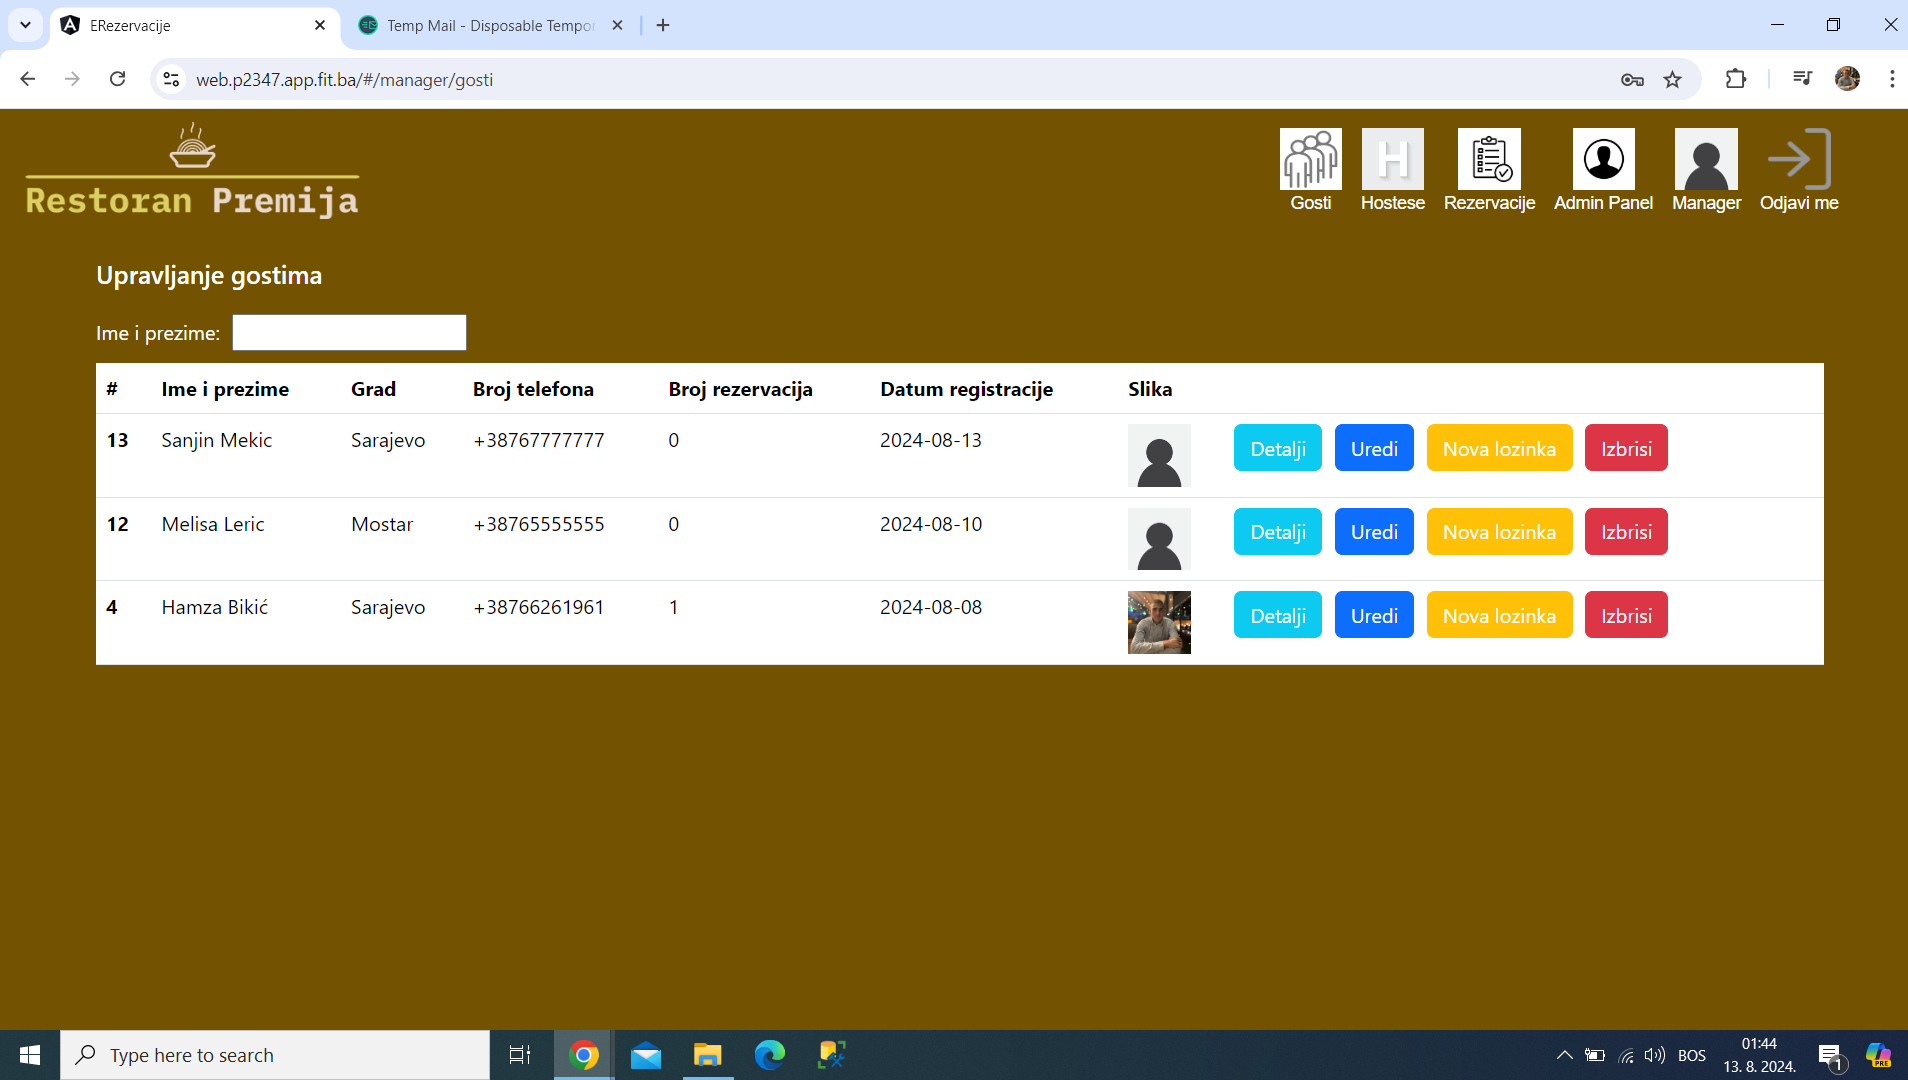 ERezervacije
Temp Mail - Disposable Tempor
web.p2347.app.fit.ba/#/manager/gosti
Restoran Premija
H
Gosti Hostese Rezervacije Admin Panel Manager Odjavi me
Upravljanje gostima
Ime i prezime:
# Ime i prezime Grad Broj telefona Broj rezervacija Datum registracije Slika
13 Sanjin Mekic Sarajevo +38767777777 0 2024-08-13 Detalji Uredi Nova lozinka Izbrisi
12 Melisa Leric Mostar +38765555555 0 2024-08-10 Detalji Uredi Nova lozinka Izbrisi
4 Hamza Bikić Sarajevo +38766261961 1 2024-08-08 Detalji Uredi Nova lozinka Izbrisi
Type here to search
BOS
01:44
13. 8. 2024.
1
PRE